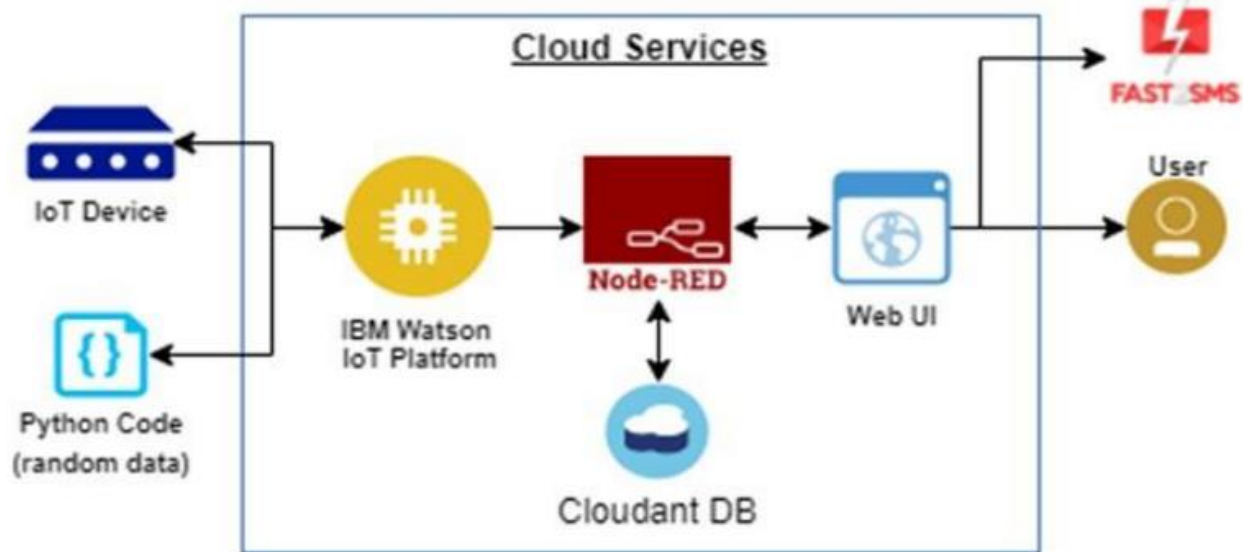 Cloud Services
FAST2SMS
IoT Device
User
Node-RED
IBM Watson
IoT Platform
Web UI
{ }
Python Code
(random data)
Cloudant DB